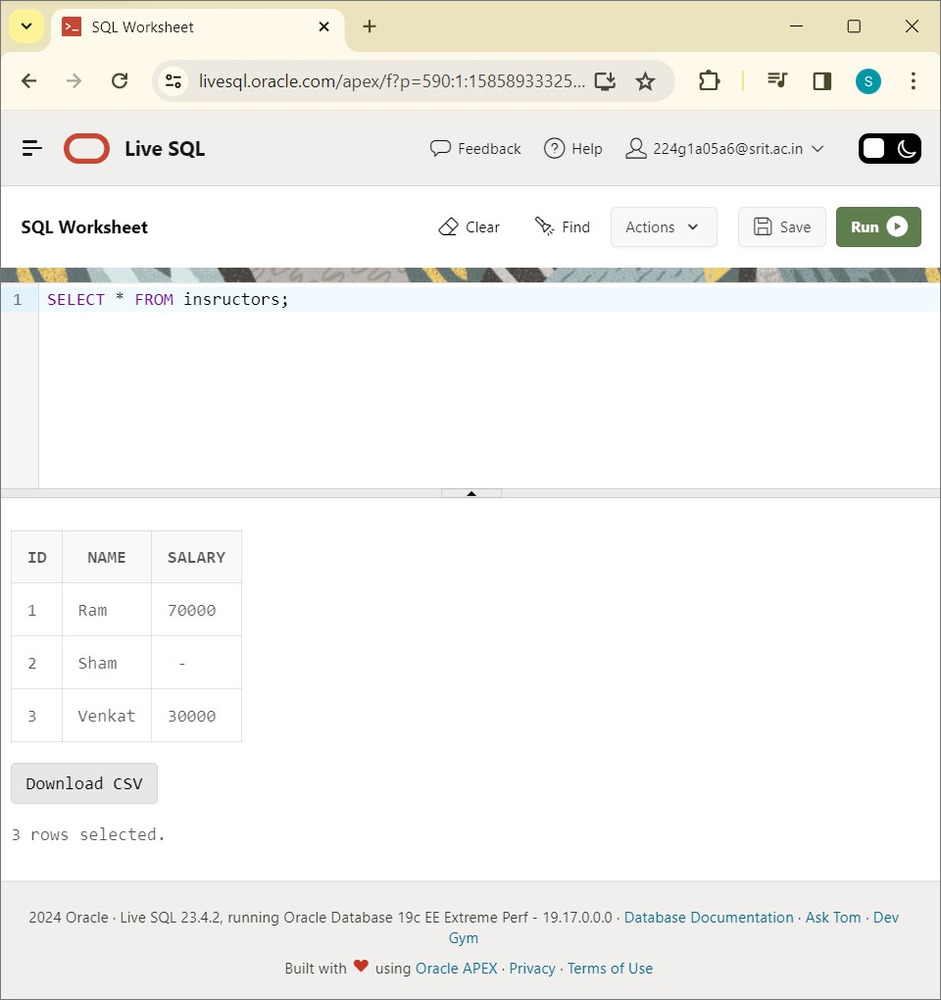 SQL Worksheet
livesql.oracle.com/apex/f?p=590:1:15858933325...
S
Live SQL
Feedback
Help
224g1a05a6@srit.ac.in
SQL Worksheet
Clear
Find
Actions
Save
Run
1 SELECT * FROM insructors;
ID NAME SALARY
1 Ram 70000
2 Sham -
3 Venkat 30000
Download CSV
3 rows selected.
2024 Oracle · Live SQL 23.4.2, running Oracle Database 19c EE Extreme Perf - 19.17.0.0.0 · Database Documentation · Ask Tom · Dev
Gym
Built with ❤ using Oracle APEX · Privacy · Terms of Use